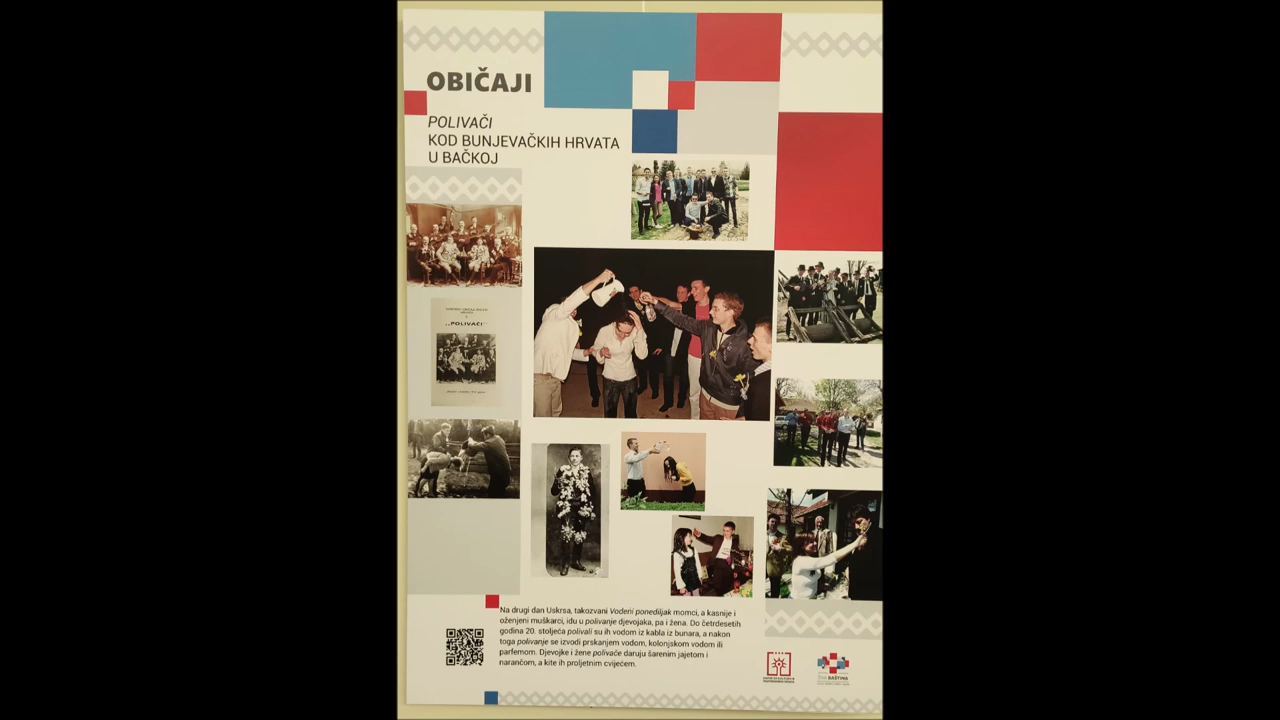 OBIČAJI
POLIVAČI
KOD BUNJEVAČKIH HRVATA
U BAČKOJ
„POLIVAČI"
Na drugi dan Uskrsa, takozvani Vodeni ponediljak momci, a kasnije i
oženjeni muškarci, idu u polivanje djevojaka, pa i žena. Do četrdesetih
godina 20. stoljeća polivali su ih vodom iz kabla iz bunara, a nakon
toga polivanje se izvodi prskanjem vodom, kolonjskom vodom ili
parfemom. Djevojke i žene polivače daruju šarenim jajetom i
narančom, a kite ih proljetnim cvijećem.
BAŠTINA